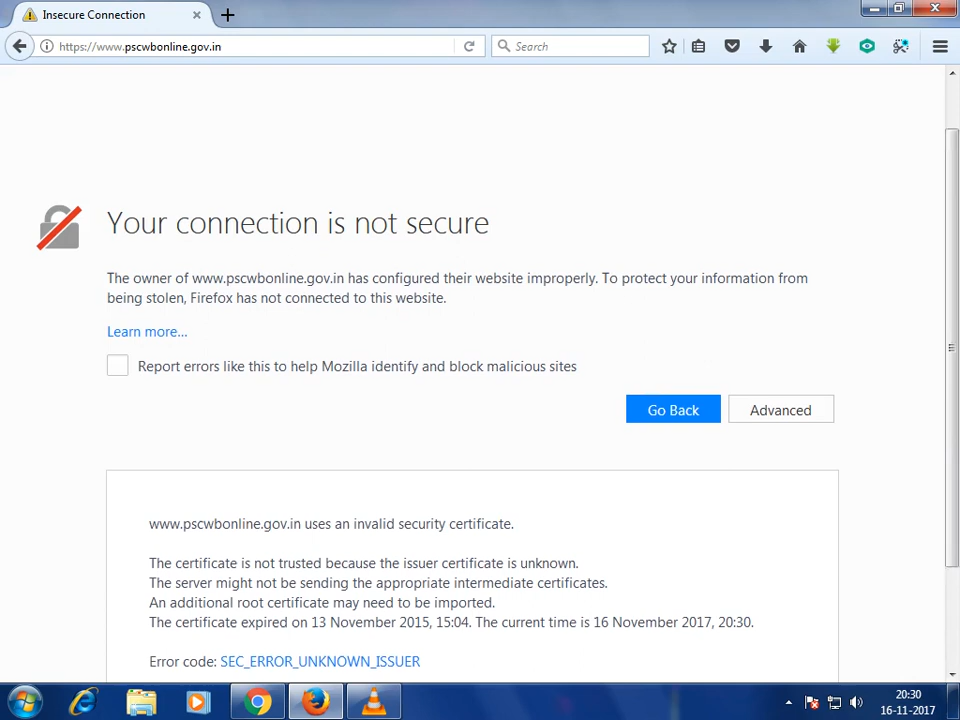 Insecure Connection
https://www.pscwbonline.gov.in
Search
Your connection is not secure
The owner of www.pscwbonline.gov.in has configured their website improperly. To protect your information from
being stolen, Firefox has not connected to this website.
Learn more...
Report errors like this to help Mozilla identify and block malicious sites
Go Back
Advanced
www.pscwbonline.gov.in uses an invalid security certificate.
The certificate is not trusted because the issuer certificate is unknown.
The server might not be sending the appropriate intermediate certificates.
An additional root certificate may need to be imported.
The certificate expired on 13 November 2015, 15:04. The current time is 16 November 2017, 20:30.
Error code: SEC_ERROR_UNKNOWN_ISSUER
20:30
16-11-2017